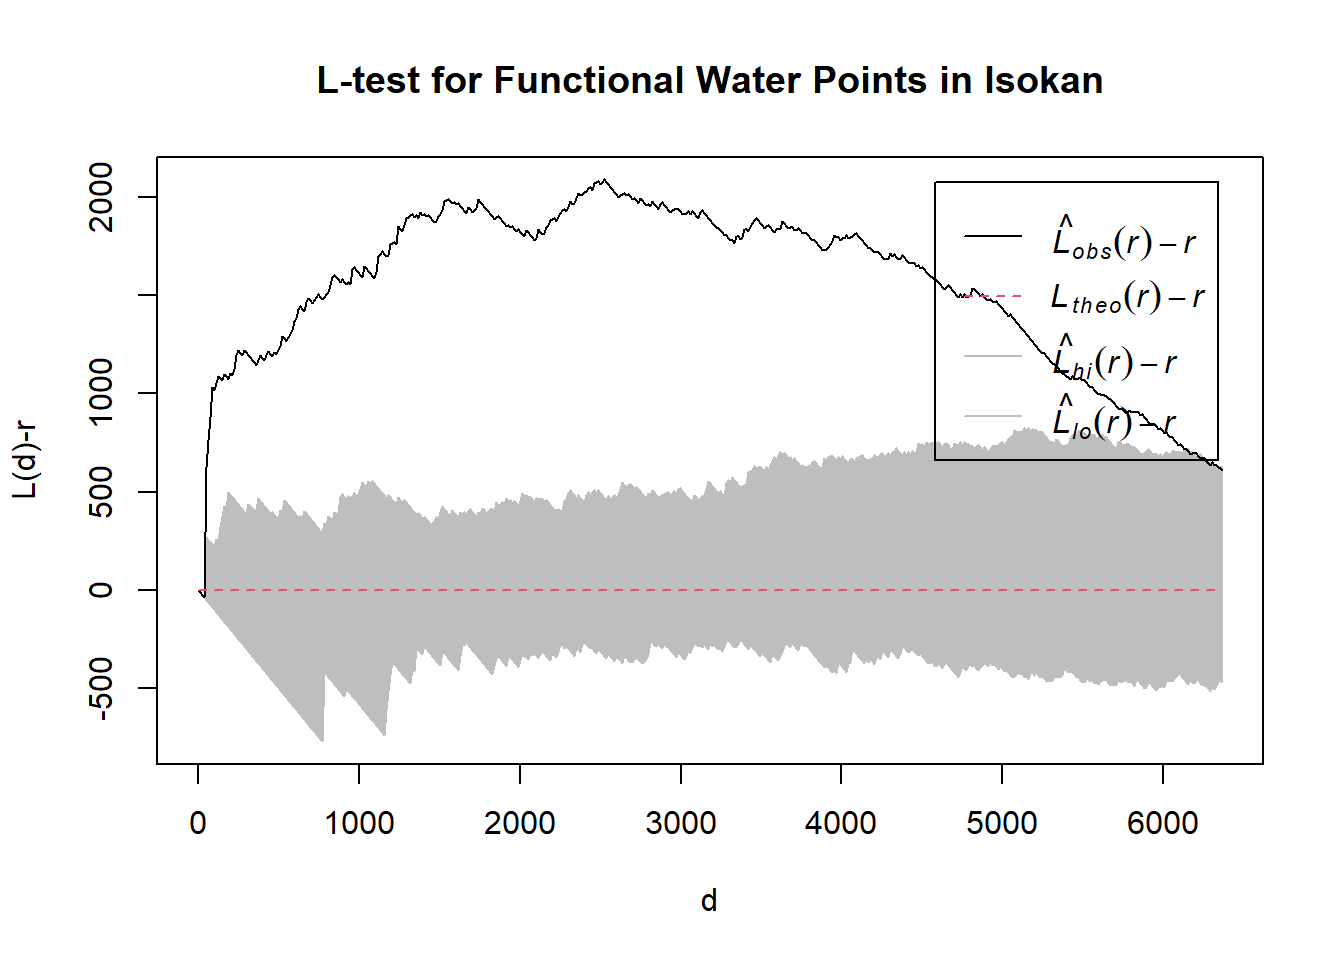 L-test for Functional Water Points in Isokan
L(d)-r
2000
1000
500
0
-500
L̂obs(r) − r
Ltheo(r) − r
L̂hi(r) − r
L̂lo(r) − r
0 1000 2000 3000 4000 5000 6000
d